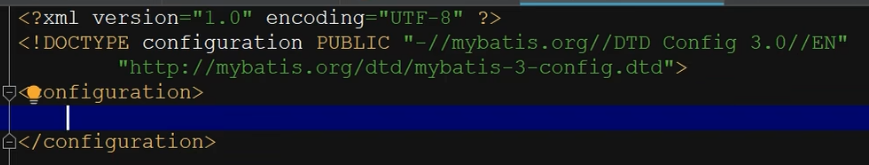 <?xml version="1.0" encoding="UTF-8" ?>
<!DOCTYPE configuration PUBLIC "-//mybatis.org//DTD Config 3.0//EN"
"http://mybatis.org/dtd/mybatis-3-config.dtd">
<configuration>
</configuration>